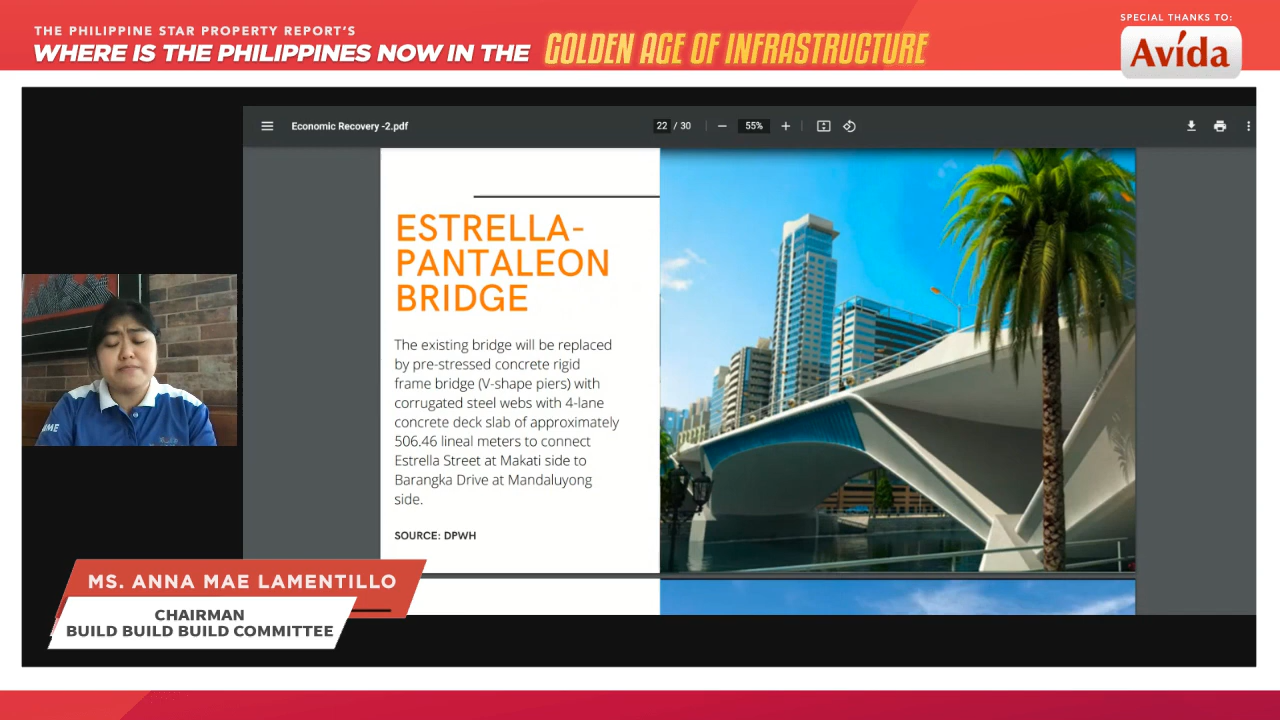 THE PHILIPPINE STAR PROPERTY REPORT'S
WHERE IS THE PHILIPPINES NOW IN THE GOLDEN AGE OF INFRASTRUCTURE
SPECIAL THANKS TO:
Avida
Economic Recovery -2.pdf
22 / 30
55%
ESTRELLA-
PANTALEON
BRIDGE
The existing bridge will be replaced
by pre-stressed concrete rigid
frame bridge (V-shape piers) with
corrugated steel webs with 4-lane
concrete deck slab of approximately
506.46 lineal meters to connect
Estrella Street at Makati side to
Barangka Drive at Mandaluyong
side.
SOURCE: DPWH
MS. ANNA MAE LAMENTILLO
CHAIRMAN
BUILD BUILD BUILD COMMITTEE